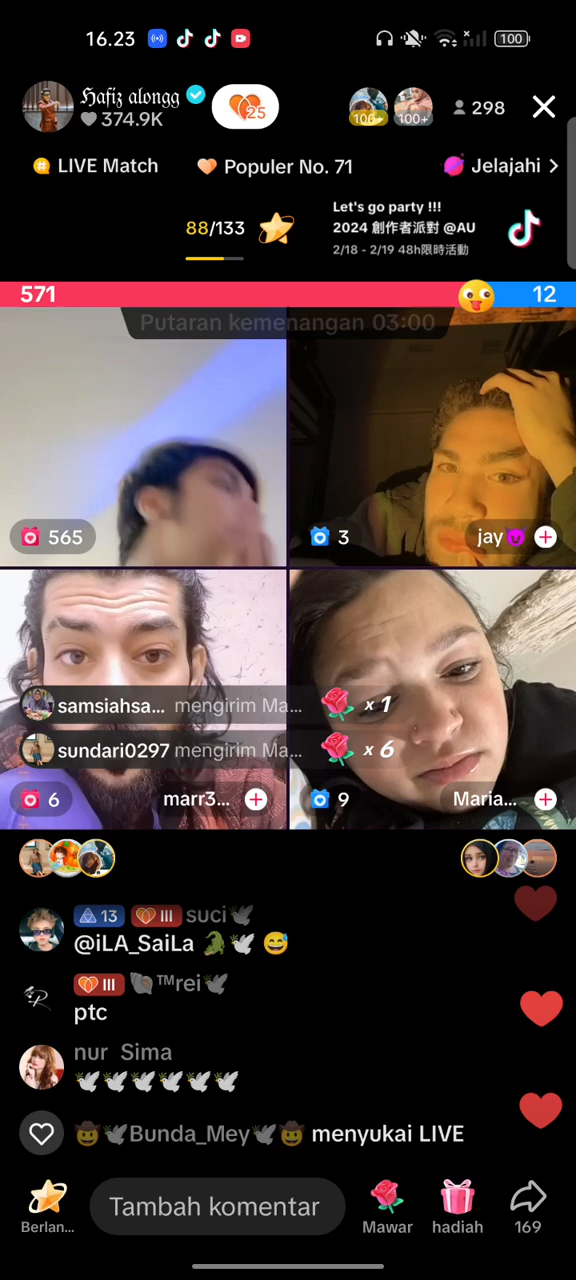 16.23
100
Hafiz alongg
374.9K
25
100+
100+
298
LIVE Match
Populer No. 71
Jelajahi
88/133
Let's go party !!!
2024 創作者派對 @AU
2/18 - 2/19 48h限時活動
571
12
Putaran kemenangan 03:00
565
3
jay😈
samsiahsa... mengirim Ma... x 1
sundari0297 mengirim Ma... x 6
6
marr3...
9
Maria...
13 III suci🕊
@iLA_SaiLa 🐊🕊😅
III 🐚™rei🕊
ptc
nur Sima
🕊🕊🕊🕊🕊🕊
🤠🕊Bunda_Mey🕊🤠 menyukai LIVE
Berlan...
Tambah komentar
Mawar
hadiah
169